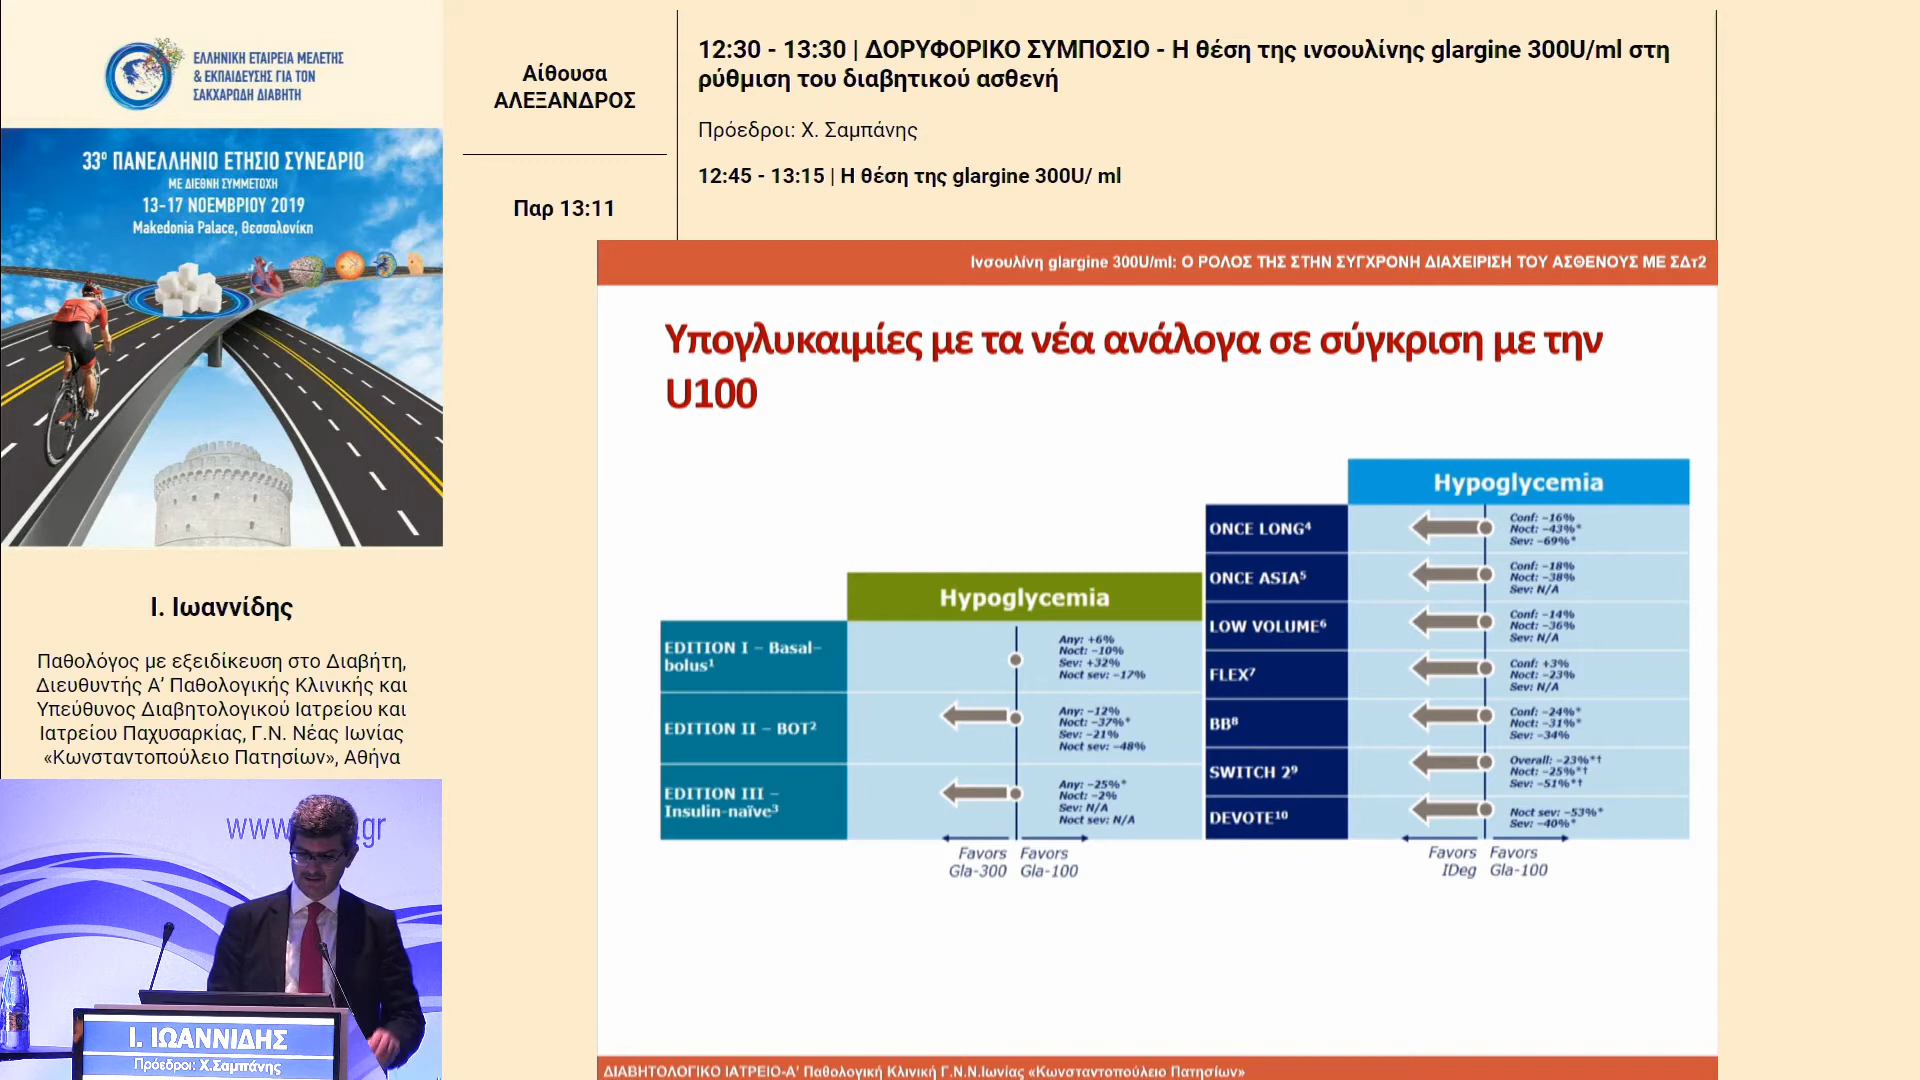 ΕΛΛΗΝΙΚΗ ΕΤΑΙΡΕΙΑ ΜΕΛΕΤΗΣ
& ΕΚΠΑΙΔΕΥΣΗΣ ΓΙΑ ΤΟΝ
ΣΑΚΧΑΡΩΔΗ ΔΙΑΒΗΤΗ
33ο ΠΑΝΕΛΛΗΝΙΟ ΕΤΗΣΙΟ ΣΥΝΕΔΡΙΟ
ΜΕ ΔΙΕΘΝΗ ΣΥΜΜΕΤΟΧΗ
13-17 ΝΟΕΜΒΡΙΟΥ 2019
Makedonia Palace, Θεσσαλονίκη
Αίθουσα
ΑΛΕΞΑΝΔΡΟΣ
Παρ 13:11
12:30 - 13:30 | ΔΟΡΥΦΟΡΙΚΟ ΣΥΜΠΟΣΙΟ - Η θέση της ινσουλίνης glargine 300U/ml στη
ρύθμιση του διαβητικού ασθενή
Πρόεδροι: Χ. Σαμπάνης
12:45 - 13:15 | Η θέση της glargine 300U/ ml
Ι. Ιωαννίδης
Παθολόγος με εξειδίκευση στο Διαβήτη,
Διευθυντής Α’ Παθολογικής Κλινικής και
Υπεύθυνος Διαβητολογικού Ιατρείου και
Ιατρείου Παχυσαρκίας, Γ.Ν. Νέας Ιωνίας
«Κωνσταντοπούλειο Πατησίων», Αθήνα
www.
.gr
Ι. ΙΩΑΝΝΙΔΗΣ
Πρόεδροι: Χ.Σαμπάνης
Ινσουλίνη glargine 300U/ml: Ο ΡΟΛΟΣ ΤΗΣ ΣΤΗΝ ΣΥΓΧΡΟΝΗ ΔΙΑΧΕΙΡΙΣΗ ΤΟΥ ΑΣΘΕΝΟΥΣ ΜΕ ΣΔτ2
Υπογλυκαιμίες με τα νέα ανάλογα σε σύγκριση με την
U100
Hypoglycemia
EDITION I – Basal-
bolus¹
Any: +6%
Noct: –10%
Sev: +32%
Noct sev: –17%
EDITION II – BOT²
Any: –12%
Noct: –37%*
Sev: –21%
Noct sev: –48%
EDITION III –
Insulin-naïve³
Any: –25%*
Noct: –2%
Sev: N/A
Noct sev: N/A
Favors
Gla-300
Favors
Gla-100
Hypoglycemia
ONCE LONG⁴
Conf: –16%
Noct: –43%*
Sev: –69%*
ONCE ASIA⁵
Conf: –18%
Noct: –38%
Sev: N/A
LOW VOLUME⁶
Conf: –14%
Noct: –36%
Sev: N/A
FLEX⁷
Conf: +3%
Noct: –23%
Sev: N/A
BB⁸
Conf: –24%*
Noct: –31%*
Sev: –34%
SWITCH 2⁹
Overall: –23%*†
Noct: –25%*†
Sev: –51%*†
DEVOTE¹⁰
Noct sev: –53%*
Sev: –40%*
Favors
IDeg
Favors
Gla-100
ΔΙΑΒΗΤΟΛΟΓΙΚΟ ΙΑΤΡΕΙΟ-Α’ Παθολογική Κλινική Γ.Ν.Ν.Ιωνίας «Κωνσταντοπούλειο Πατησίων»